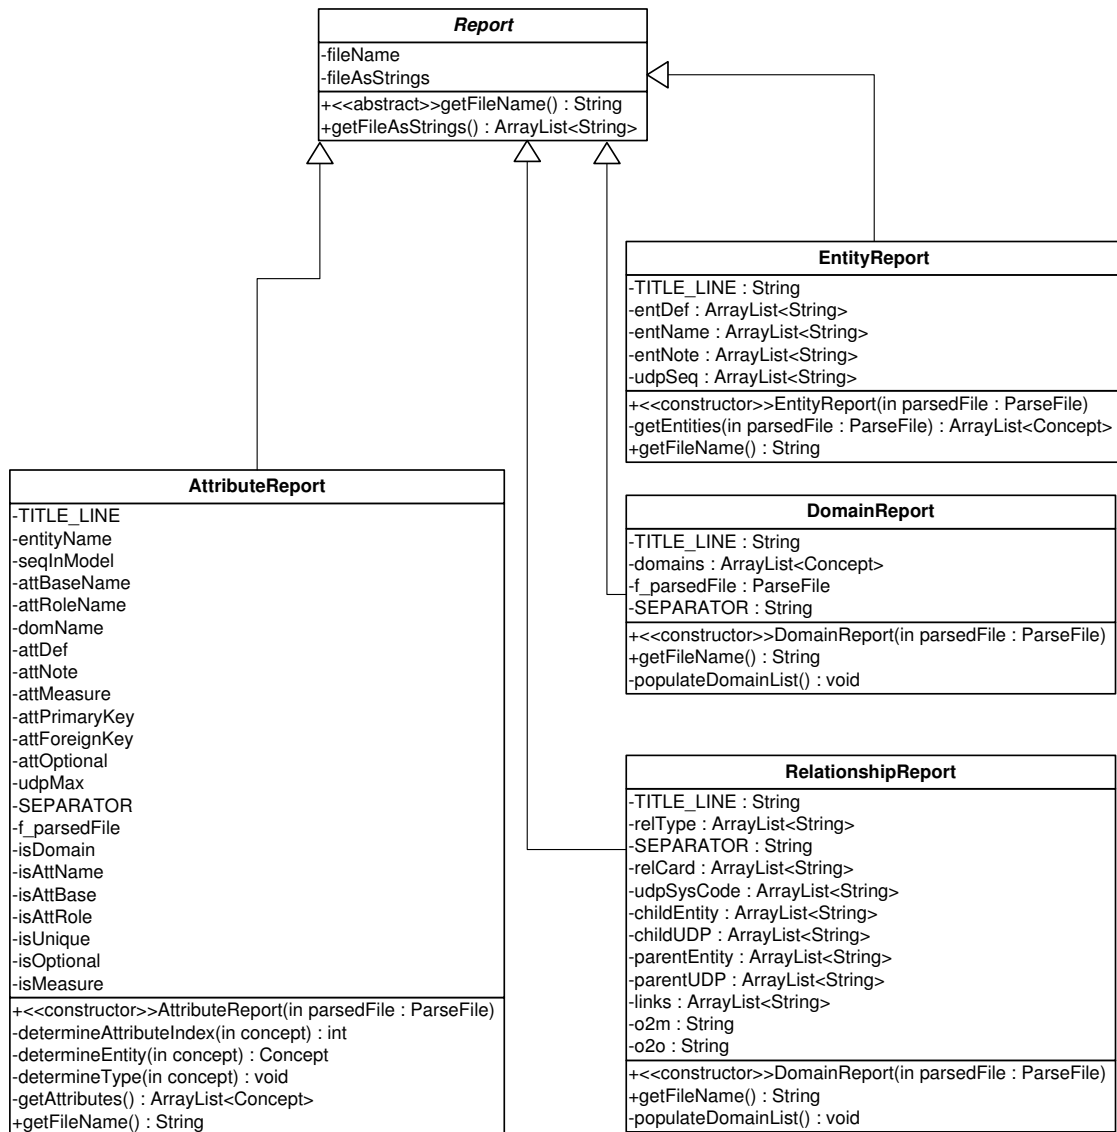 Report
-fileName
-fileAsStrings
+<<abstract>>getFileName() : String
+getFileAsStrings() : ArrayList<String>
EntityReport
-TITLE_LINE : String
-entDef : ArrayList<String>
-entName : ArrayList<String>
-entNote : ArrayList<String>
-udpSeq : ArrayList<String>
+<<constructor>>EntityReport(in parsedFile : ParseFile)
-getEntities(in parsedFile : ParseFile) : ArrayList<Concept>
+getFileName() : String
AttributeReport
-TITLE_LINE
-entityName
-seqInModel
-attBaseName
-attRoleName
-domName
-attDef
-attNote
-attMeasure
-attPrimaryKey
-attForeignKey
-attOptional
-udpMax
-SEPARATOR
-f_parsedFile
-isDomain
-isAttName
-isAttBase
-isAttRole
-isUnique
-isOptional
-isMeasure
+<<constructor>>AttributeReport(in parsedFile : ParseFile)
-determineAttributeIndex(in concept) : int
-determineEntity(in concept) : Concept
-determineType(in concept) : void
-getAttributes() : ArrayList<Concept>
+getFileName() : String
DomainReport
-TITLE_LINE : String
-domains : ArrayList<Concept>
-f_parsedFile : ParseFile
-SEPARATOR : String
+<<constructor>>DomainReport(in parsedFile : ParseFile)
+getFileName() : String
-populateDomainList() : void
RelationshipReport
-TITLE_LINE : String
-relType : ArrayList<String>
-SEPARATOR : String
-relCard : ArrayList<String>
-udpSysCode : ArrayList<String>
-childEntity : ArrayList<String>
-childUDP : ArrayList<String>
-parentEntity : ArrayList<String>
-parentUDP : ArrayList<String>
-links : ArrayList<String>
-o2m : String
-o2o : String
+<<constructor>>DomainReport(in parsedFile : ParseFile)
+getFileName() : String
-populateDomainList() : void